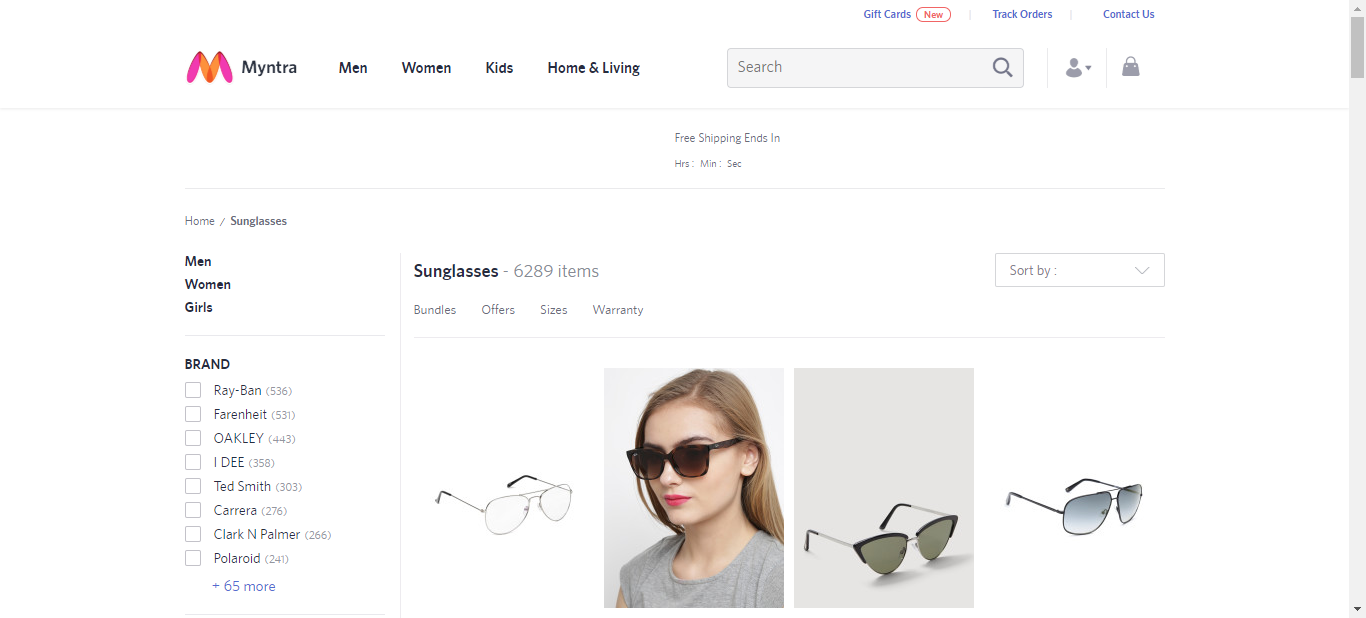 Gift Cards New Track Orders Contact Us
Myntra Men Women Kids Home & Living Search
Free Shipping Ends In
Hrs : Min : Sec
Home / Sunglasses
Men
Women
Girls
Sunglasses - 6289 items
Sort by :
Bundles Offers Sizes Warranty
BRAND
Ray-Ban (536)
Farenheit (531)
OAKLEY (443)
I DEE (358)
Ted Smith (303)
Carrera (276)
Clark N Palmer (266)
Polaroid (241)
+ 65 more